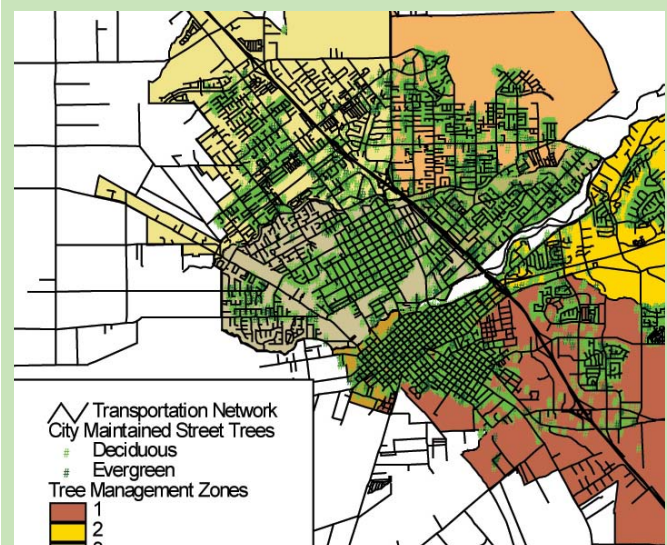 Transportation Network
City Maintained Street Trees
Deciduous
Evergreen
Tree Management Zones
1
2